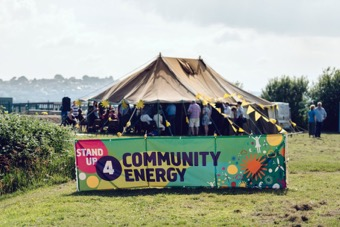 STAND
UP
4
COMMUNITY
ENERGY